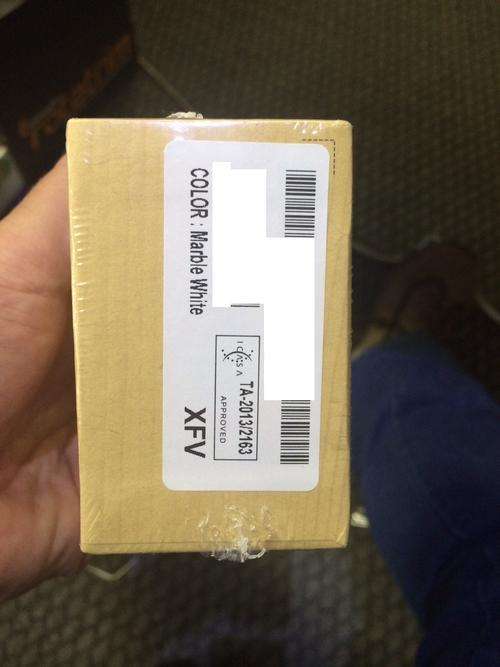 COLOR : Marble White
ICASA
TA-2013/2163
APPROVED
XFV